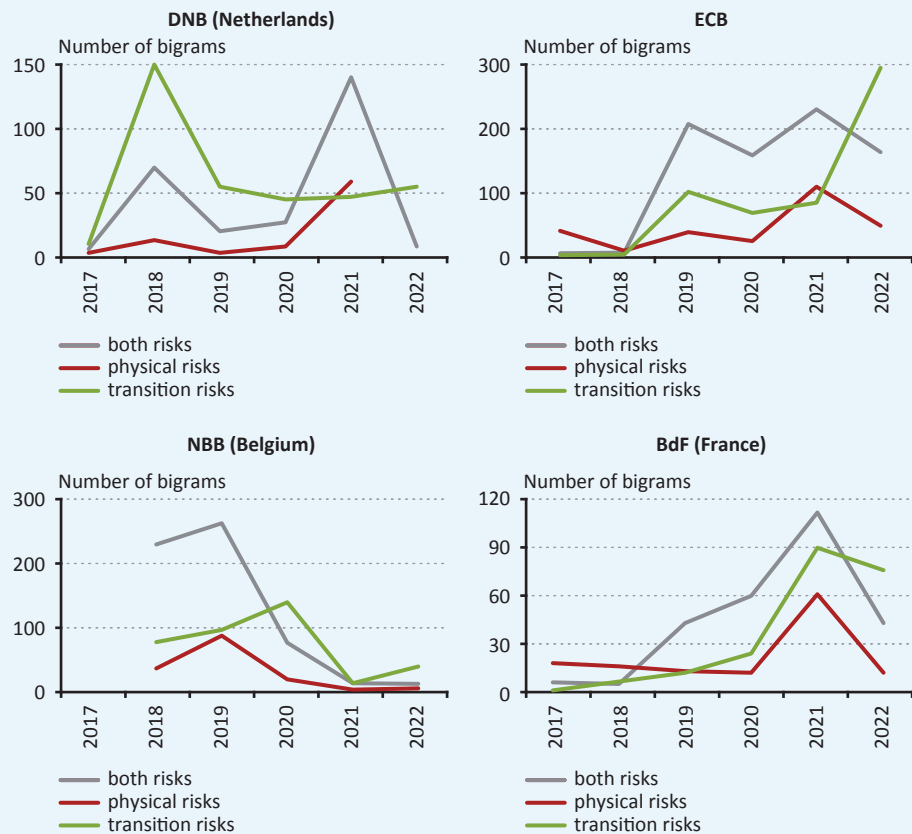 DNB (Netherlands)
Number of bigrams
150
100
50
0
2017
2018
2019
2020
2021
2022
both risks
physical risks
transition risks
ECB
Number of bigrams
300
200
100
0
2017
2018
2019
2020
2021
2022
both risks
physical risks
transition risks
NBB (Belgium)
Number of bigrams
300
200
100
0
2017
2018
2019
2020
2021
2022
both risks
physical risks
transition risks
BdF (France)
Number of bigrams
120
90
60
30
0
2017
2018
2019
2020
2021
2022
both risks
physical risks
transition risks